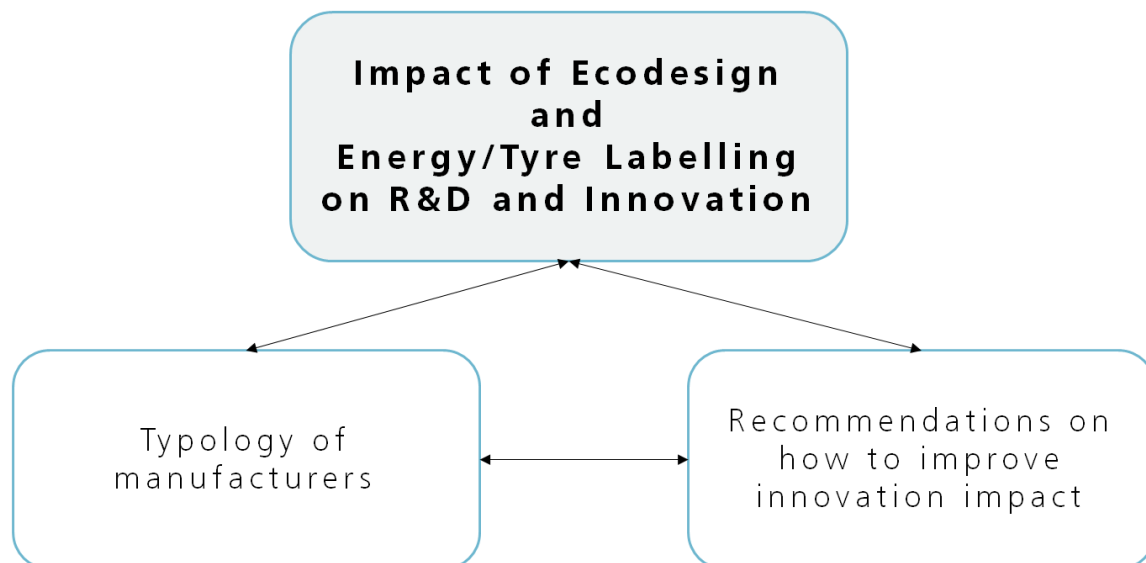 Impact of Ecodesign
and
Energy/Tyre Labelling
on R&D and Innovation
Typology of
manufacturers
Recommendations on
how to improve
innovation impact